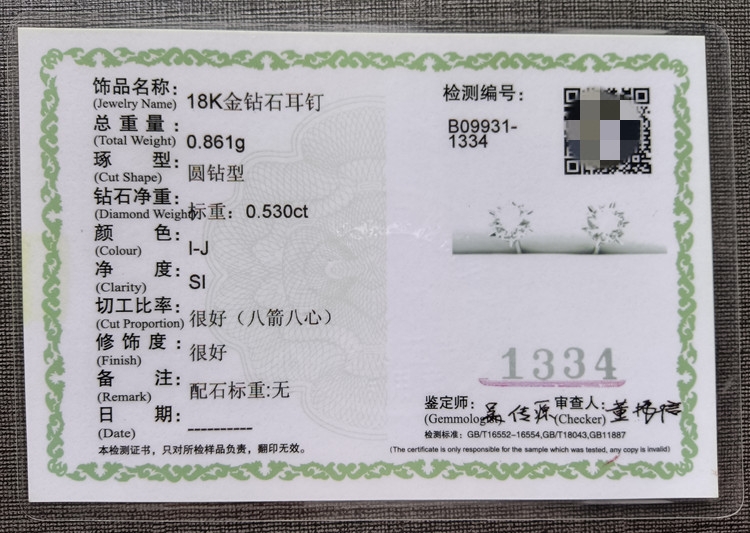 饰品名称： 18K金钻石耳钉
(Jewelry Name)
总重量： 0.861g
(Total Weight)
琢型： 圆钻型
(Cut Shape)
钻石净重： 标重：0.530ct
(Diamond Weight)
颜色： I-J
(Colour)
净度： SI
(Clarity)
切工比率： 很好（八箭八心）
(Cut Proportion)
修饰度： 很好
(Finish)
备注： 配石标重:无
(Remark)
日期： ----------
(Date)
本检测证书，只对所检样品负责，翻印无效。
检测编号：
B09931-
1334
1334
鉴定师： 审查人：
(Gemmologist) (Checker)
检测标准：GB/T16552-16554,GB/T18043,GB11887
(The certificate is only responsible for the sample which was tested, any copy is invalid)